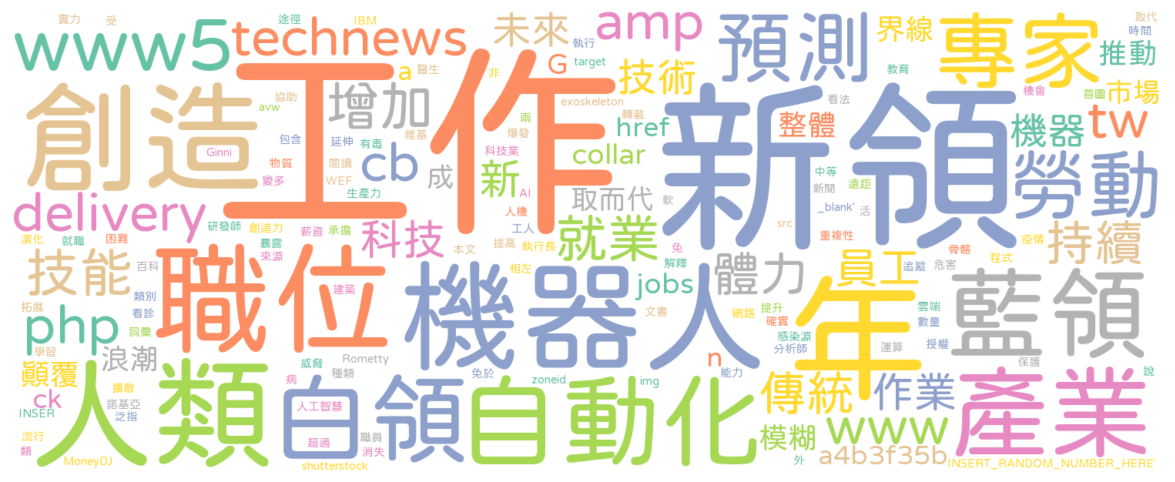 實力 受 途徑 IBM 未來 執行 amp 預測 界線 專家 取代 時間
www5 technews G target 技術 推動
創造 工作 增加 a 醫生 非 新領 教育 機會 首圖 市場
協助 avw 維基 exoskeleton 轉載 看法
包含 延伸 有毒 cb 兩 爆發 href 整體 機器 tw
Ginni 閱讀 成 科技業 collar 中等 勞動
物質 WEF 新 AI 取而代 新聞 遠距
變多 生產力 軟 _blank' 活
delivery 研發師 創造力 薪資 承擔 科技 人機 工人 就業 src 重複性 疫情 持續
演化 就職 困難 暴露 來源 本文 提高 執行長 免 骨骼
技能 百科 職位 相左 解釋 體力 員工 追蹤 危害 程式
類別 建築 機器人 jobs 年 藍領
拓展 看診 文書 提升 網路 確實 雲端 數量
php 詞彙 感染源 授權
學習 浪潮 威脅 Rometty n 分析師 運算 保護
顛覆 人類 種類 免於 zoneid img 能力 說
ck 擴散 諾基亞 病 白領 自動化 傳統 作業 產業
INSER 泛指 人工智慧 www
流行 職員 模糊
類 超過 消失 外 a4b3f35b
MoneyDJ shutterstock INSERT_RANDOM_NUMBER_HERE'